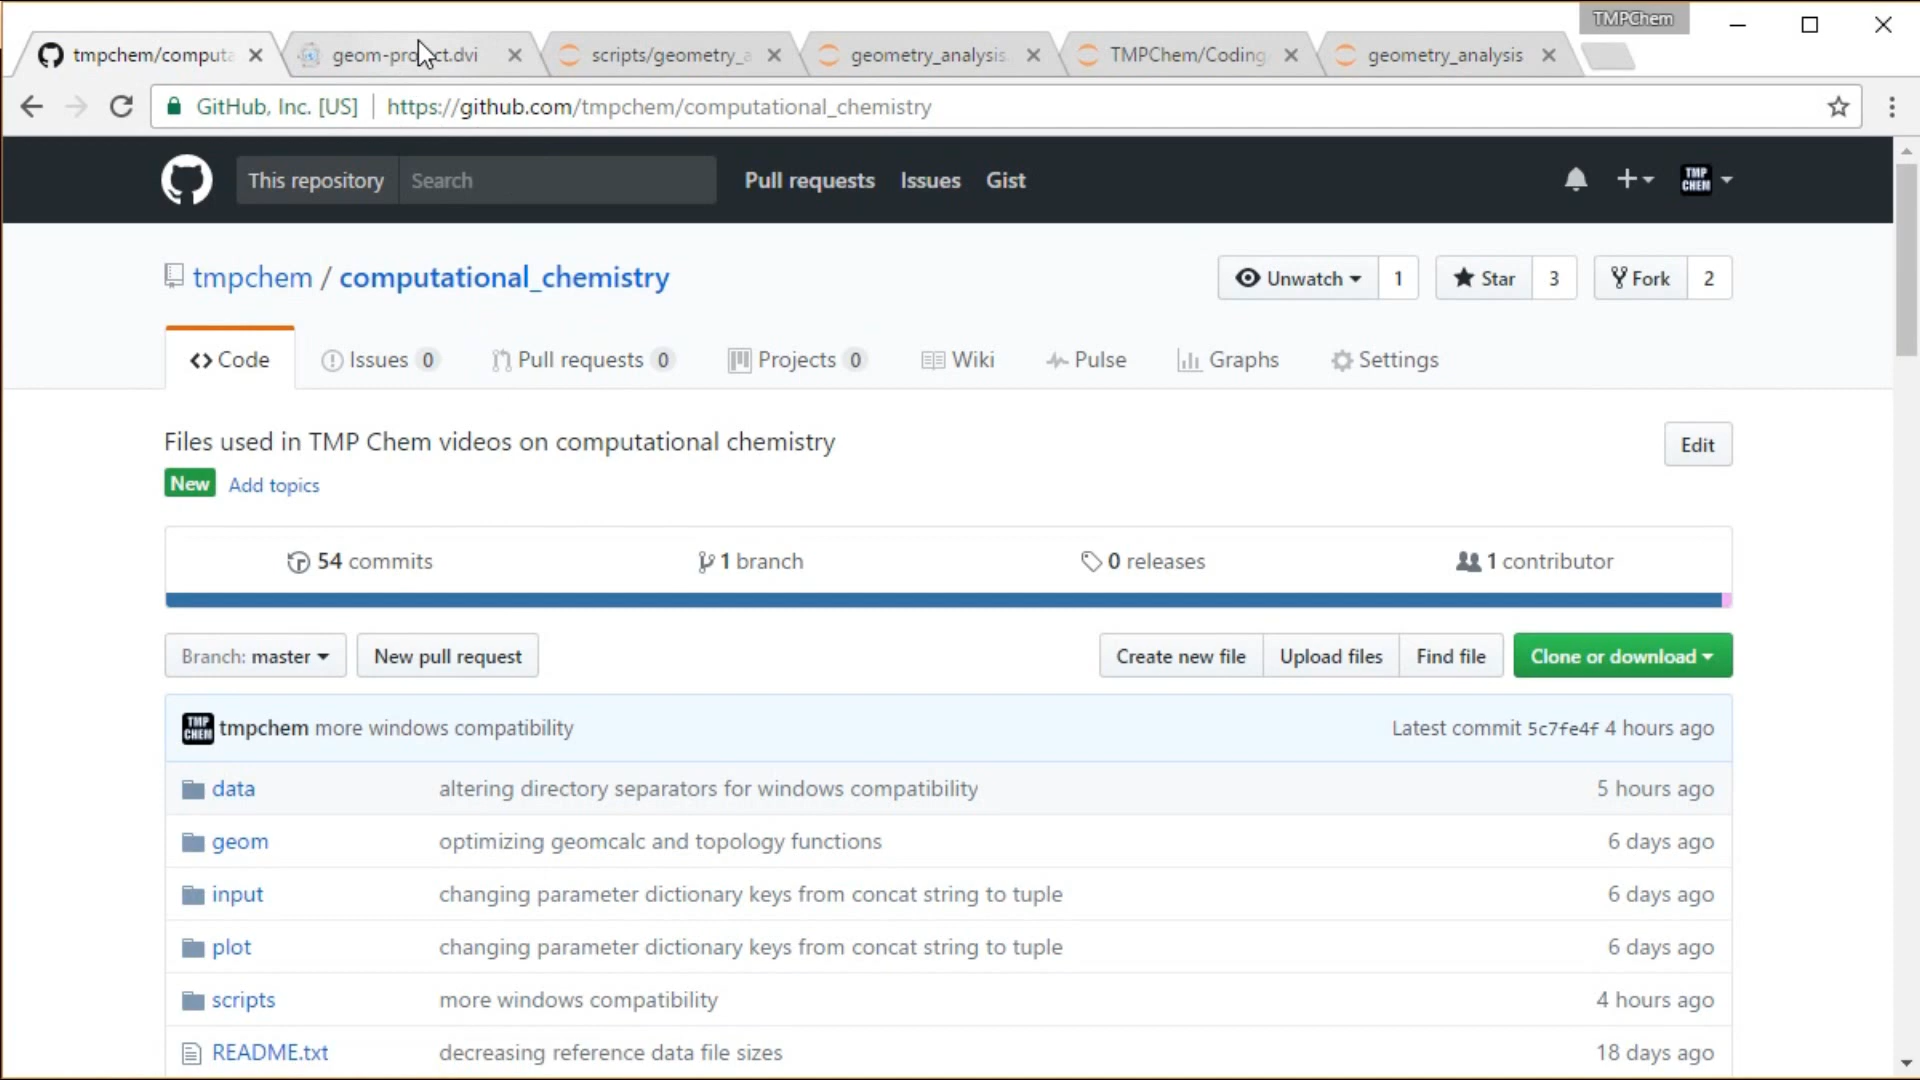 TMPChem
tmpchem/computa
geom-project.dvi
scripts/geometry_a
geometry_analysis
TMPChem/Coding
geometry_analysis
GitHub, Inc. [US]
https://github.com/tmpchem/computational_chemistry
This repository
Search
Pull requests
Issues
Gist
TMP CHEM
tmpchem / computational_chemistry
Unwatch 1
Star 3
Fork 2
Code
Issues 0
Pull requests 0
Projects 0
Wiki
Pulse
Graphs
Settings
Files used in TMP Chem videos on computational chemistry
Edit
New
Add topics
54 commits
1 branch
0 releases
1 contributor
Branch: master
New pull request
Create new file
Upload files
Find file
Clone or download
TMP CHEM
tmpchem more windows compatibility
Latest commit 5c7fe4f 4 hours ago
data altering directory separators for windows compatibility 5 hours ago
geom optimizing geomcalc and topology functions 6 days ago
input changing parameter dictionary keys from concat string to tuple 6 days ago
plot changing parameter dictionary keys from concat string to tuple 6 days ago
scripts more windows compatibility 4 hours ago
README.txt decreasing reference data file sizes 18 days ago